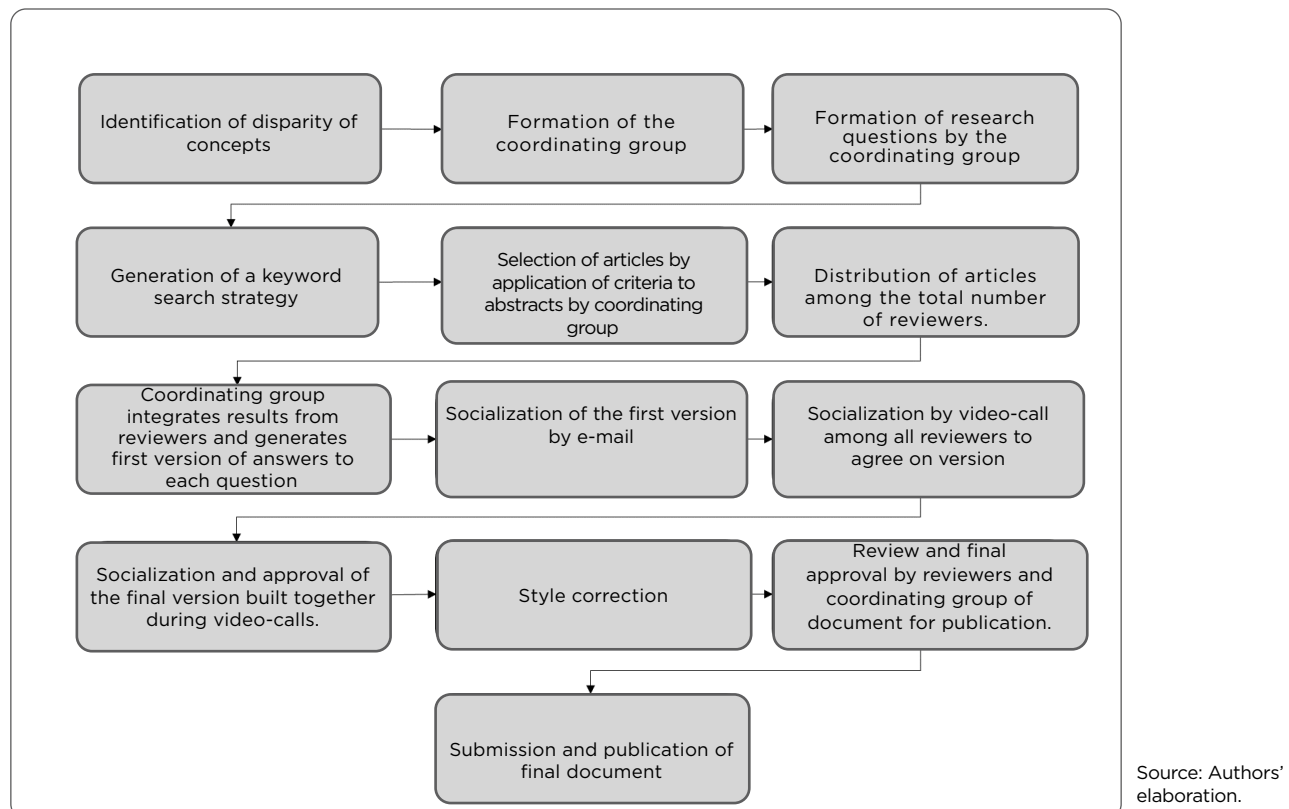 Identification of disparity of
concepts
Formation of the
coordinating group
Formation of research
questions by the
coordinating group
Generation of a keyword
search strategy
Selection of articles by
application of criteria to
abstracts by coordinating
group
Distribution of articles
among the total number
of reviewers.
Coordinating group
integrates results from
reviewers and generates
first version of answers to
each question
Socialization of the first version
by e-mail
Socialization by video-call
among all reviewers to
agree on version
Socialization and approval of
the final version built together
during video-calls.
Style correction
Review and final
approval by reviewers and
coordinating group of
document for publication.
Submission and publication of
final document
Source: Authors’
elaboration.